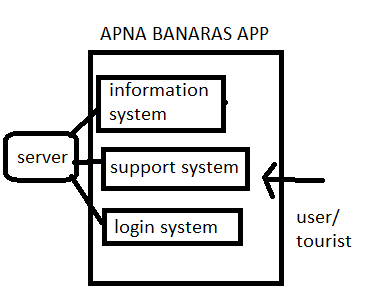 APNA BANARAS APP
information
system
server
support system
login system
user/
tourist